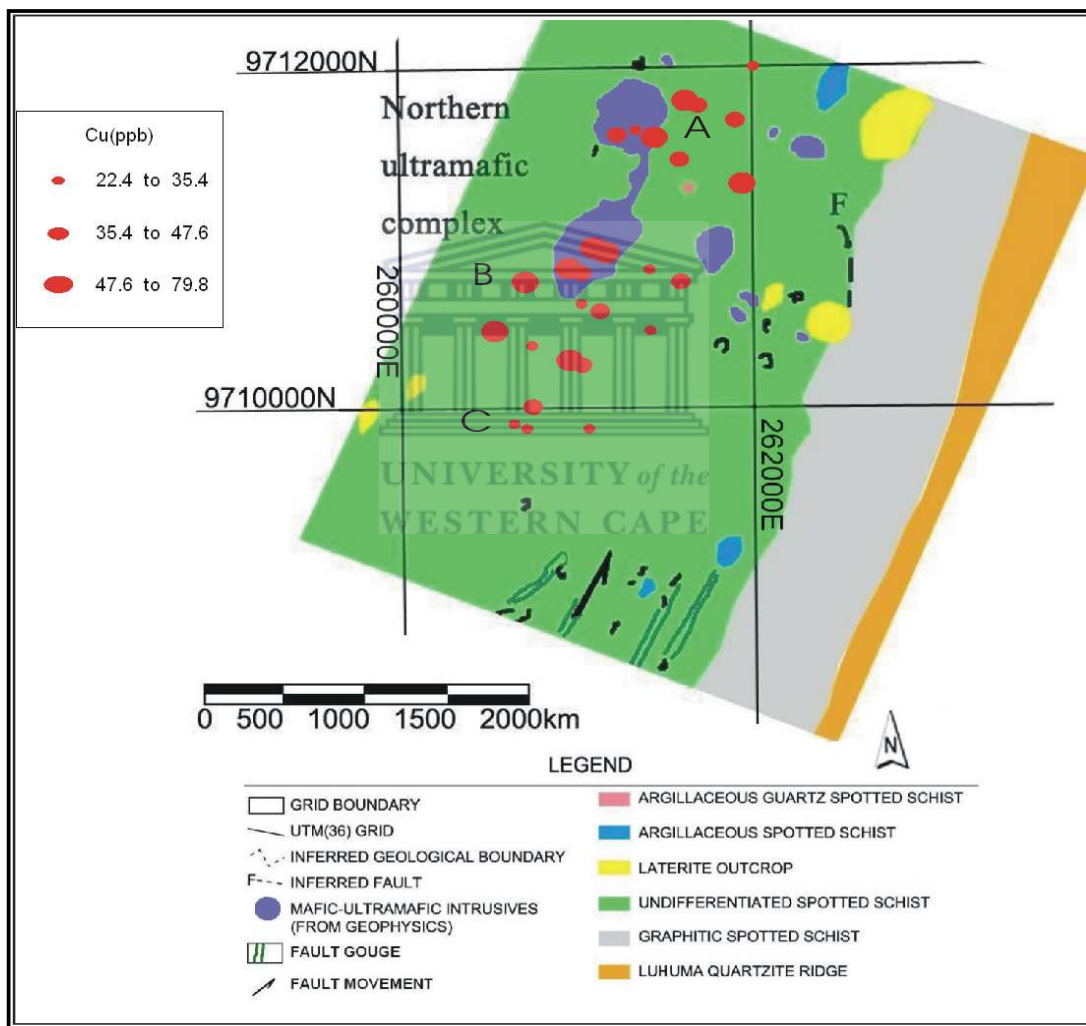 9712000N
Northern
ultramafic
complex
Cu(ppb)
22.4 to 35.4
35.4 to 47.6
47.6 to 79.8
A
F
B
260000E
9710000N
C
262000E
UNIVERSITY of the
WESTERN CAPE
0 500 1000 1500 2000km
N
LEGEND
GRID BOUNDARY
UTM(36) GRID
INFERRED GEOLOGICAL BOUNDARY
F INFERRED FAULT
MAFIC-ULTRAMAFIC INTRUSIVES
(FROM GEOPHYSICS)
FAULT GOUGE
FAULT MOVEMENT
ARGILLACEOUS GUARTZ SPOTTED SCHIST
ARGILLACEOUS SPOTTED SCHIST
LATERITE OUTCROP
UNDIFFERENTIATED SPOTTED SCHIST
GRAPHITIC SPOTTED SCHIST
LUHUMA QUARTZITE RIDGE